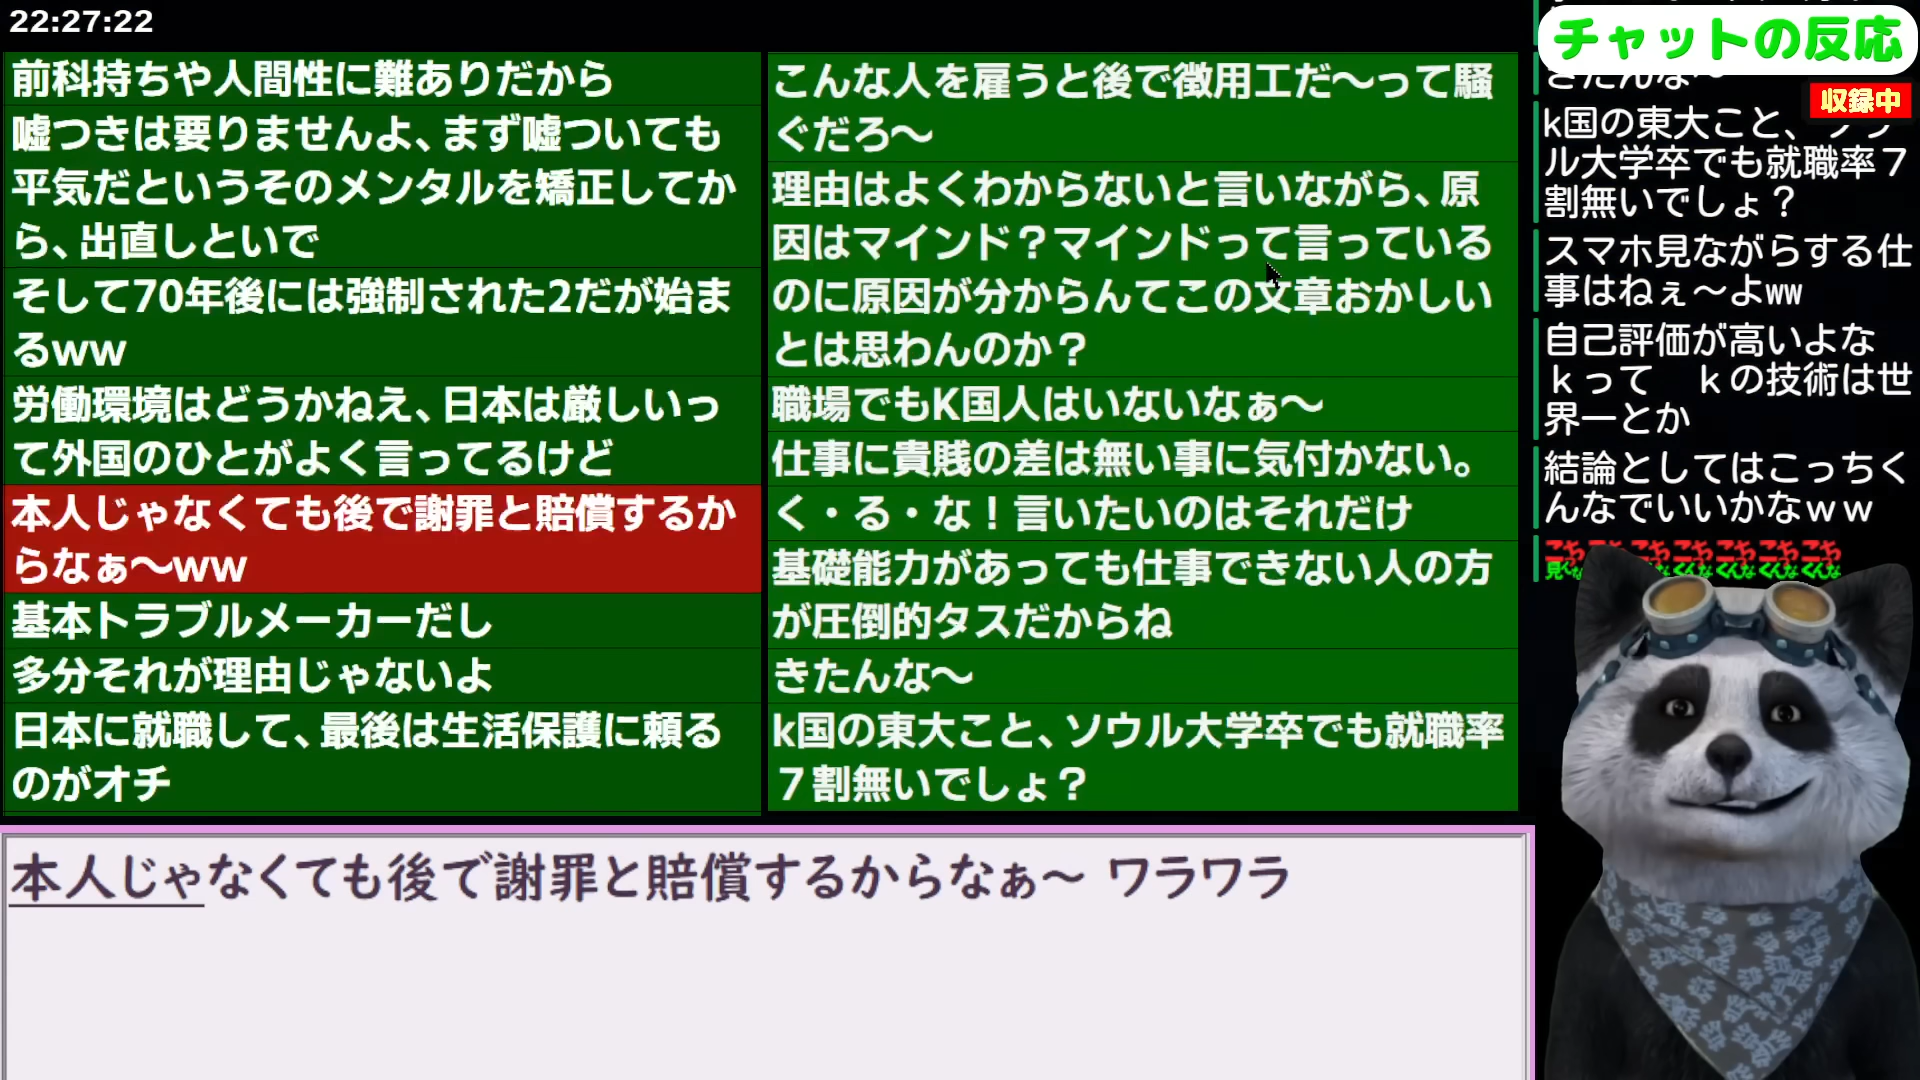 22:27:22
前科持ちや人間性に難ありだから
嘘つきは要りませんよ、まず嘘ついても
平気だというそのメンタルを矯正してか
ら、出直しといで
そして70年後には強制された2だが始ま
るww
労働環境はどうかねえ、日本は厳しいっ
て外国のひとがよく言ってるけど
本人じゃなくても後で謝罪と賠償するか
らなぁ〜ww
基本トラブルメーカーだし
多分それが理由じゃないよ
日本に就職して、最後は生活保護に頼る
のがオチ
こんな人を雇うと後で徴用工だ〜って騒
ぐだろ〜
理由はよくわからないと言いながら、原
因はマインド？マインドって言っている
のに原因が分からんてこの文章おかしい
とは思わんのか？
職場でもK国人はいないなぁ〜
仕事に貴賎の差は無い事に気付かない。
く・る・な！言いたいのはそれだけ
基礎能力があっても仕事できない人の方
が圧倒的タスだからね
きたんな〜
k国の東大こと、ソウル大学卒でも就職率
７割無いでしょ？
チャットの反応
きたんな〜
収録中
k国の東大こと、ソウ
ル大学卒でも就職率７
割無いでしょ？
スマホ見ながらする仕
事はねぇ〜よww
自己評価が高いよな
ｋって　ｋの技術は世
界一とか
結論としてはこっちく
んなでいいかなｗｗ
本人じゃなくても後で謝罪と賠償するからなぁ〜 ワラワラ